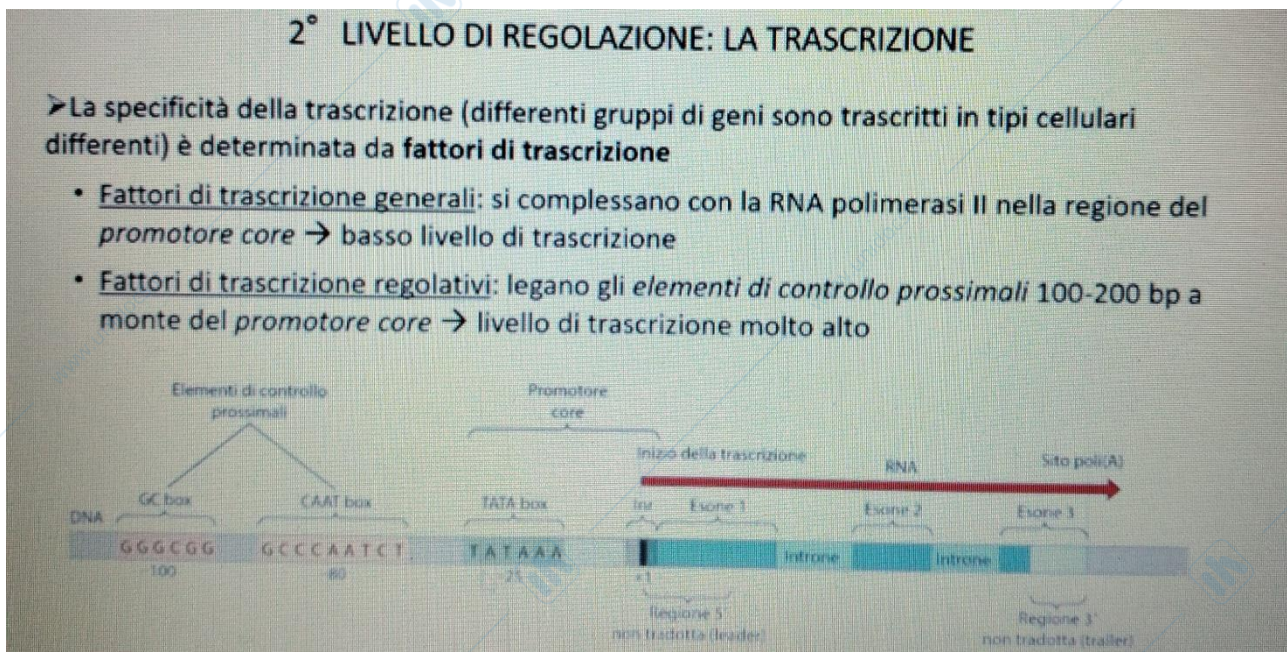 2° LIVELLO DI REGOLAZIONE: LA TRASCRIZIONE
➤La specificità della trascrizione (differenti gruppi di geni sono trascritti in tipi cellulari
differenti) è determinata da fattori di trascrizione
• Fattori di trascrizione generali: si complessano con la RNA polimerasi II nella regione del
promotore core → basso livello di trascrizione
• Fattori di trascrizione regolativi: legano gli elementi di controllo prossimali 100-200 bp a
monte del promotore core → livello di trascrizione molto alto
Elementi di controllo
prossimali
Promotore
core
Inizio della trascrizione
RNA
Sito poli(A)
GC box
CAAT box
TATA box
Inr
Esone 1
Esone 2
Esone 3
DNA
GGGCGG
GCCCAATCT
TATAAA
Introne
Introne
-100
-80
-25
+1
Regione 5'
non tradotta (leader)
Regione 3'
non tradotta (trailer)